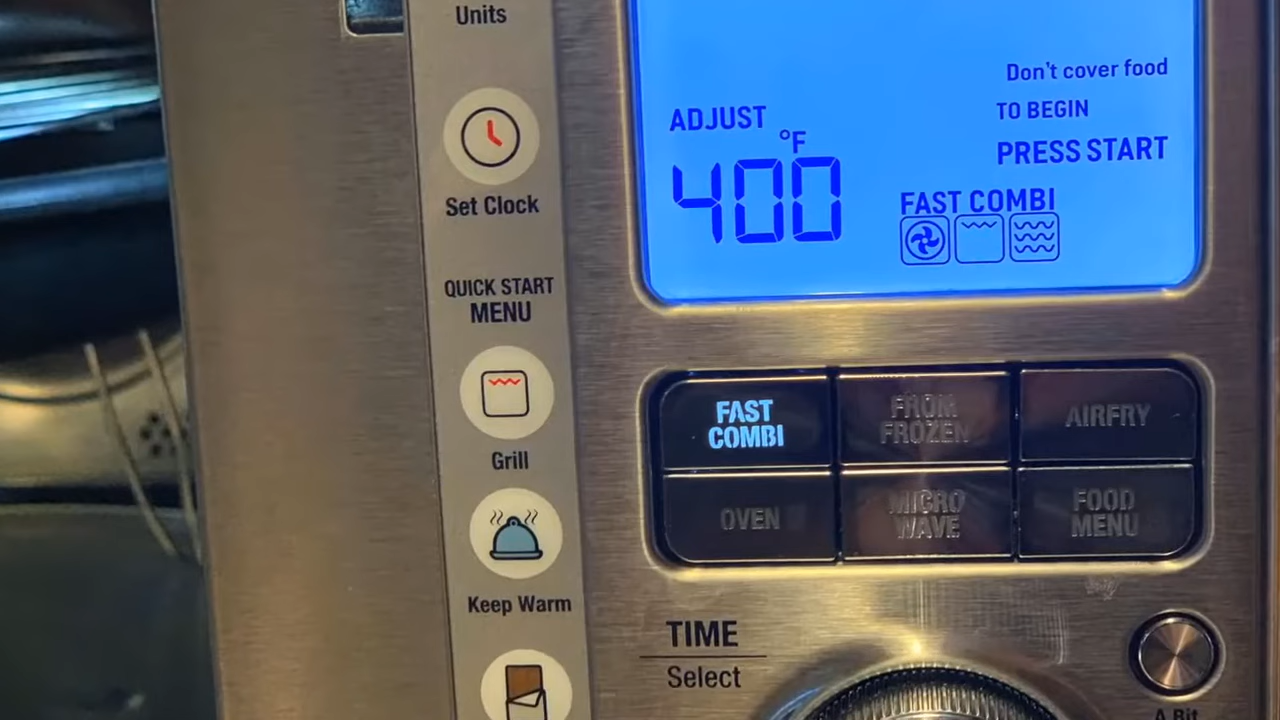 Units
Set Clock
QUICK START
MENU
Grill
Keep Warm
Don't cover food
TO BEGIN
PRESS START
ADJUST
°F
400
FAST COMBI
FAST
COMBI
FROM
FROZEN
AIRFRY
OVEN
MICRO
WAVE
FOOD
MENU
TIME
Select
A Bit